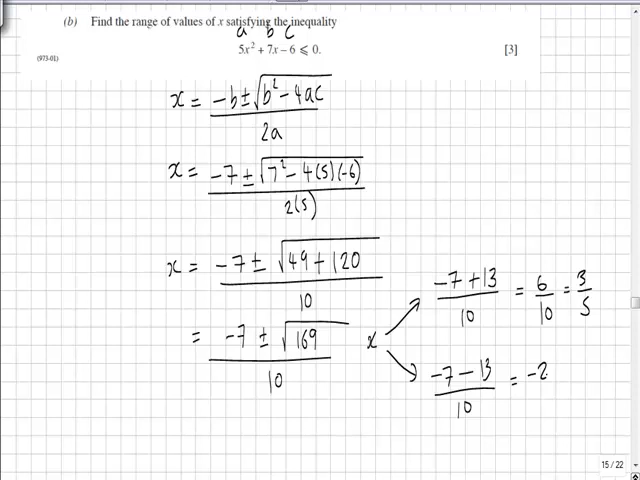 (b) Find the range of values of x satisfying the inequality
a b c
5x² + 7x − 6 ⩽ 0.
[3]
(973-01)
x = (−b ± √(b² − 4ac)) / 2a
x = (−7 ± √(7² − 4(5)(−6))) / 2(5)
x = (−7 ± √(49 + 120)) / 10
= (−7 ± √169) / 10
x
(−7 + 13) / 10 = 6/10 = 3/5
(−7 − 13) / 10 = −2
15 / 22